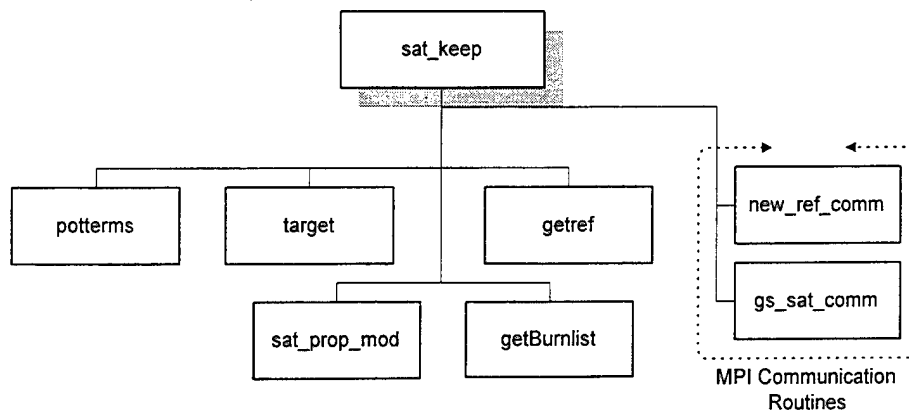 sat_keep
potterms
target
getref
new_ref_comm
sat_prop_mod
getBurnlist
gs_sat_comm
MPI Communication
Routines